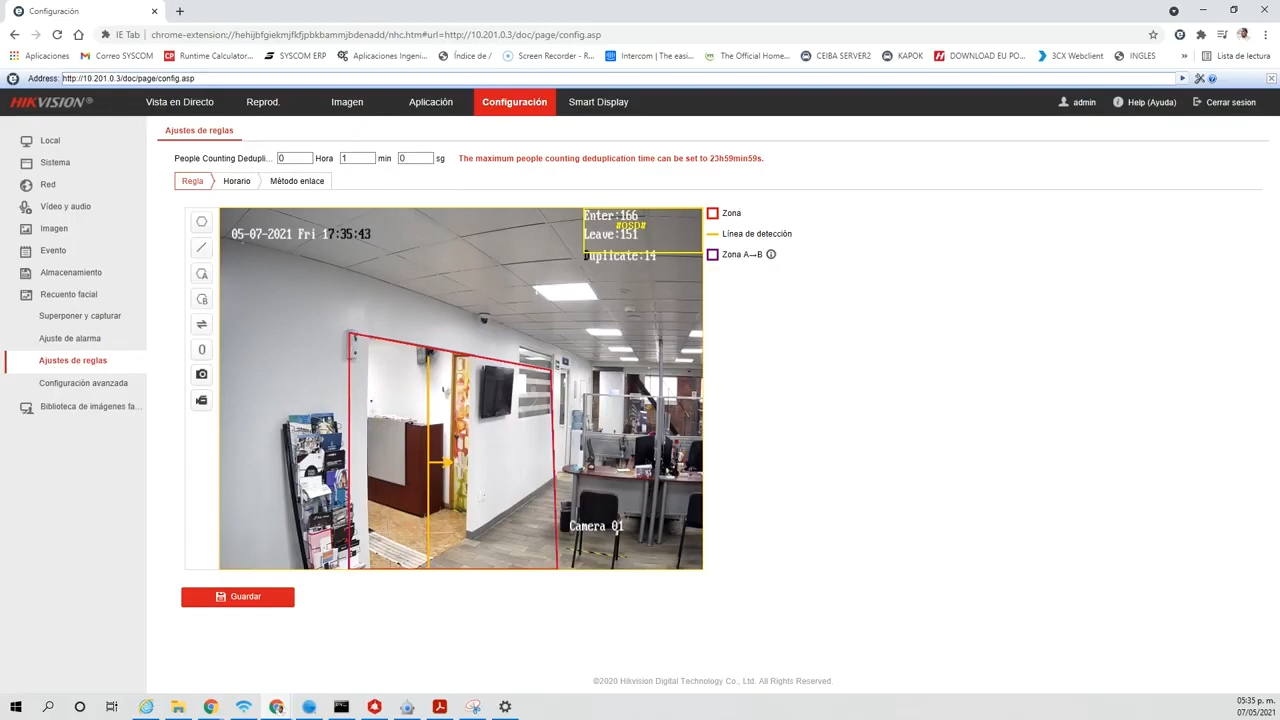 Configuración
IE Tab
chrome-extension://hehijbfgiekmjfkfjpbkbammjbdenadd/nhc.htm#url=http://10.201.0.3/doc/page/config.asp
Aplicaciones
Correo SYSCOM
Runtime Calculator...
SYSCOM ERP
Aplicaciones Ingeni...
Índice de /
Screen Recorder - R...
Intercom | The easi...
The Official Home...
CEIBA SERVER2
KAPOK
DOWNLOAD EU PO...
3CX Webclient
INGLES
»
Lista de lectura
Address: http://10.201.0.3/doc/page/config.asp
HIKVISION®
Vista en Directo
Reprod.
Imagen
Aplicación
Configuración
Smart Display
admin
Help (Ayuda)
Cerrar sesion
Local
Sistema
Red
Vídeo y audio
Imagen
Evento
Almacenamiento
Recuento facial
Superponer y capturar
Ajuste de alarma
Ajustes de reglas
Configuración avanzada
Biblioteca de imágenes fa...
Ajustes de reglas
People Counting Dedupli... 0 Hora 1 min 0 sg The maximum people counting deduplication time can be set to 23h59min59s.
Regla
Horario
Método enlace
05-07-2021 Fri 17:35:43
Enter:166
#OSD#
Leave:151
Duplicate:14
Camera 01
A
B
Zona
Línea de detección
Zona A→B
Guardar
©2020 Hikvision Digital Technology Co., Ltd. All Rights Reserved.
05:35 p. m.
07/05/2021